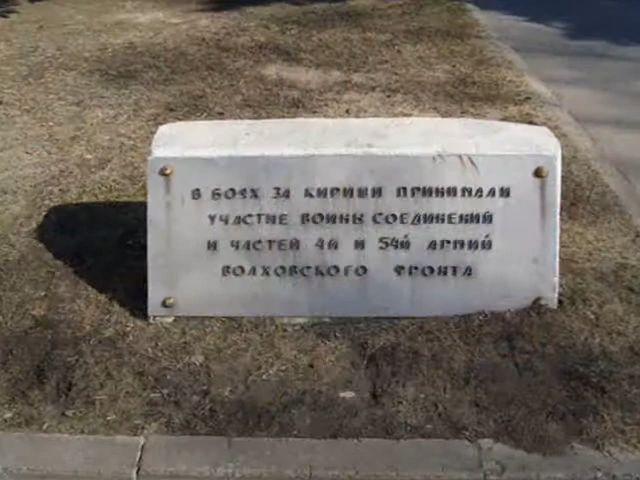 В БОЯХ ЗА КИРИШИ ПРИНИМАЛИ
УЧАСТИЕ ВОИНЫ СОЕДИНЕНИЙ
И ЧАСТЕЙ 4Й И 54Й АРМИЙ
ВОЛХОВСКОГО ФРОНТА